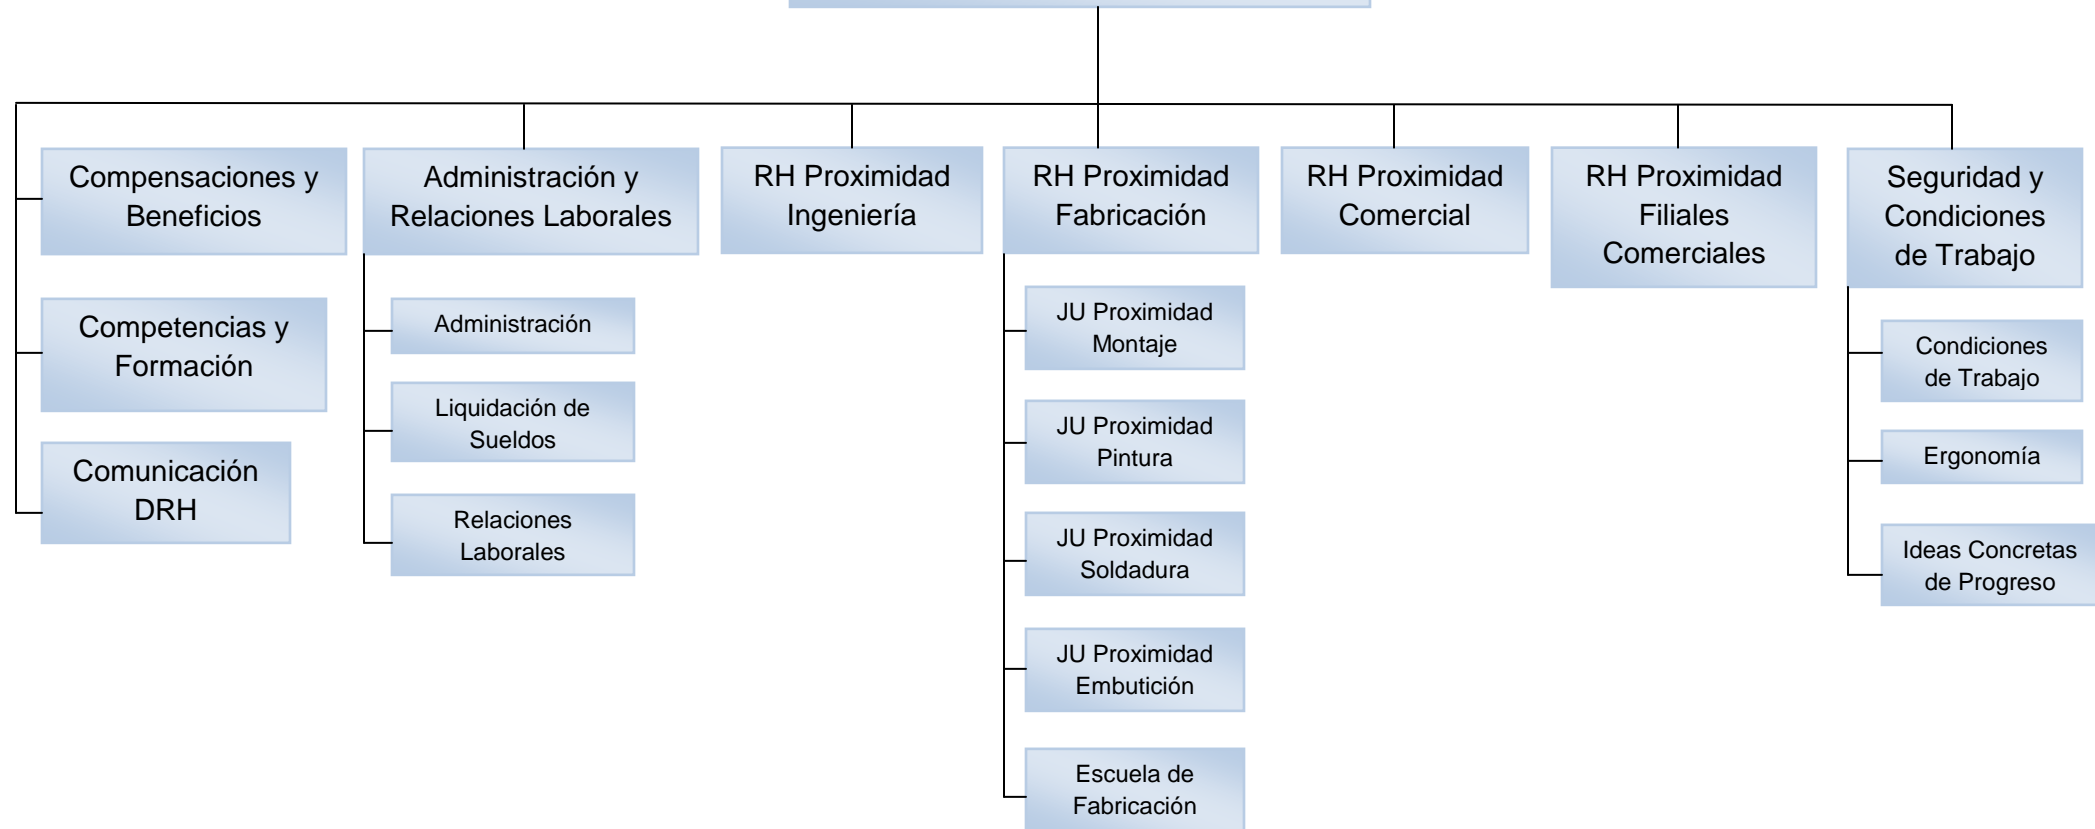 Compensaciones y
Beneficios
Competencias y
Formación
Comunicación
DRH
Administración y
Relaciones Laborales
Administración
Liquidación de
Sueldos
Relaciones
Laborales
RH Proximidad
Ingeniería
RH Proximidad
Fabricación
JU Proximidad
Montaje
JU Proximidad
Pintura
JU Proximidad
Soldadura
JU Proximidad
Embutición
Escuela de
Fabricación
RH Proximidad
Comercial
RH Proximidad
Filiales
Comerciales
Seguridad y
Condiciones
de Trabajo
Condiciones
de Trabajo
Ergonomía
Ideas Concretas
de Progreso